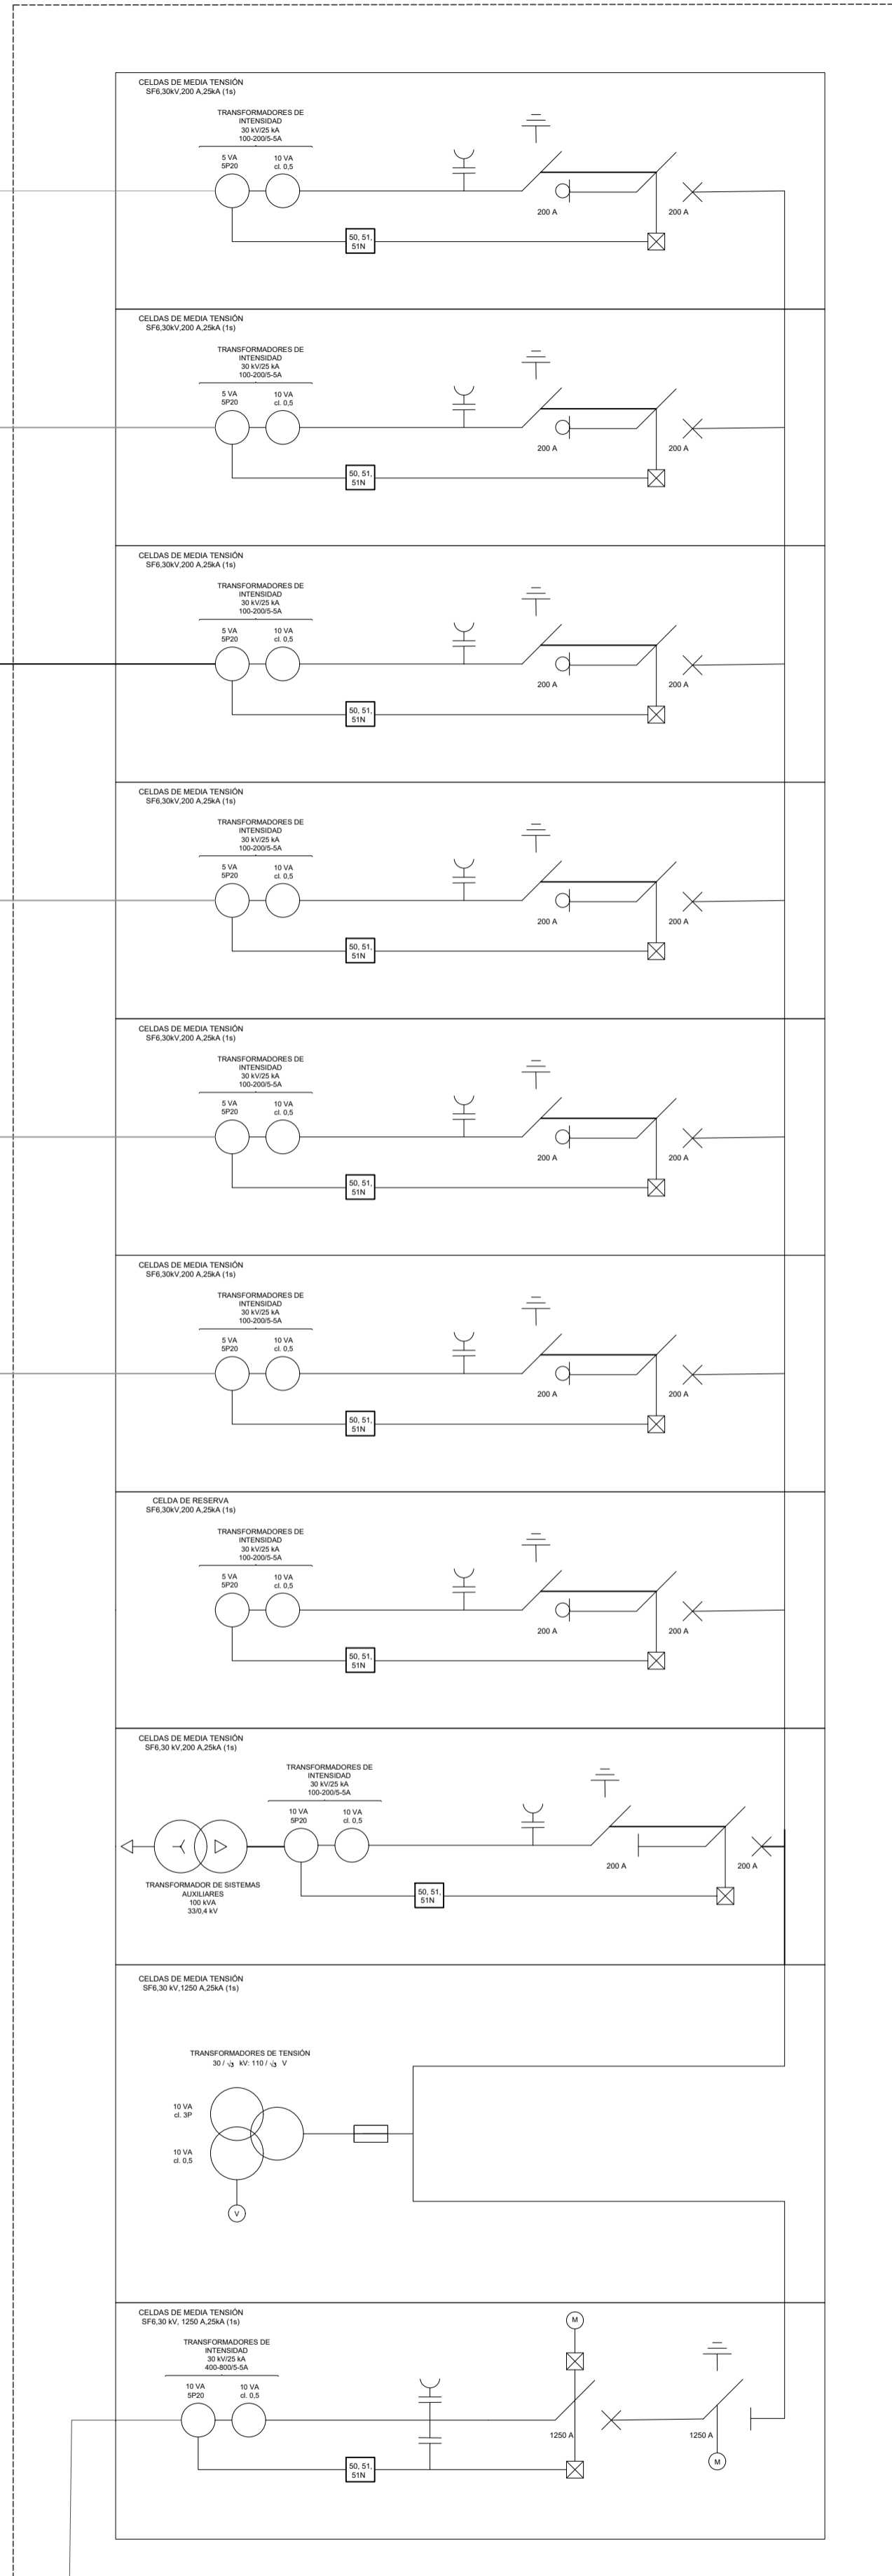 CELDAS DE MEDIA TENSIÓN
SF6,30kV,200 A,25kA (1s)
TRANSFORMADORES DE
INTENSIDAD
30 kV/25 kA
100-200/5-5A
5 VA
5P20
10 VA
cl. 0,5
200 A
200 A
50, 51,
51N
CELDAS DE MEDIA TENSIÓN
SF6,30kV,200 A,25kA (1s)
TRANSFORMADORES DE
INTENSIDAD
30 kV/25 kA
100-200/5-5A
5 VA
5P20
10 VA
cl. 0,5
200 A
200 A
50, 51,
51N
CELDAS DE MEDIA TENSIÓN
SF6,30kV,200 A,25kA (1s)
TRANSFORMADORES DE
INTENSIDAD
30 kV/25 kA
100-200/5-5A
5 VA
5P20
10 VA
cl. 0,5
200 A
200 A
50, 51,
51N
CELDAS DE MEDIA TENSIÓN
SF6,30kV,200 A,25kA (1s)
TRANSFORMADORES DE
INTENSIDAD
30 kV/25 kA
100-200/5-5A
5 VA
5P20
10 VA
cl. 0,5
200 A
200 A
50, 51,
51N
CELDAS DE MEDIA TENSIÓN
SF6,30kV,200 A,25kA (1s)
TRANSFORMADORES DE
INTENSIDAD
30 kV/25 kA
100-200/5-5A
5 VA
5P20
10 VA
cl. 0,5
200 A
200 A
50, 51,
51N
CELDAS DE MEDIA TENSIÓN
SF6,30kV,200 A,25kA (1s)
TRANSFORMADORES DE
INTENSIDAD
30 kV/25 kA
100-200/5-5A
5 VA
5P20
10 VA
cl. 0,5
200 A
200 A
50, 51,
51N
CELDA DE RESERVA
SF6,30kV,200 A,25kA (1s)
TRANSFORMADORES DE
INTENSIDAD
30 kV/25 kA
100-200/5-5A
5 VA
5P20
10 VA
cl. 0,5
200 A
200 A
50, 51,
51N
CELDAS DE MEDIA TENSIÓN
SF6,30 kV,200 A,25kA (1s)
TRANSFORMADORES DE
INTENSIDAD
30 kV/25 kA
100-200/5-5A
10 VA
5P20
10 VA
cl. 0,5
200 A
200 A
TRANSFORMADOR DE SISTEMAS
AUXILIARES
100 kVA
33/0,4 kV
50, 51,
51N
CELDAS DE MEDIA TENSIÓN
SF6,30 kV,1250 A,25kA (1s)
TRANSFORMADORES DE TENSIÓN
30 / √3 kV: 110 / √3 V
10 VA
cl. 3P
10 VA
cl. 0,5
V
CELDAS DE MEDIA TENSIÓN
SF6,30 kV, 1250 A,25kA (1s)
TRANSFORMADORES DE
INTENSIDAD
30 kV/25 kA
400-800/5-5A
10 VA
5P20
10 VA
cl. 0,5
M
1250 A
1250 A
M
50, 51,
51N